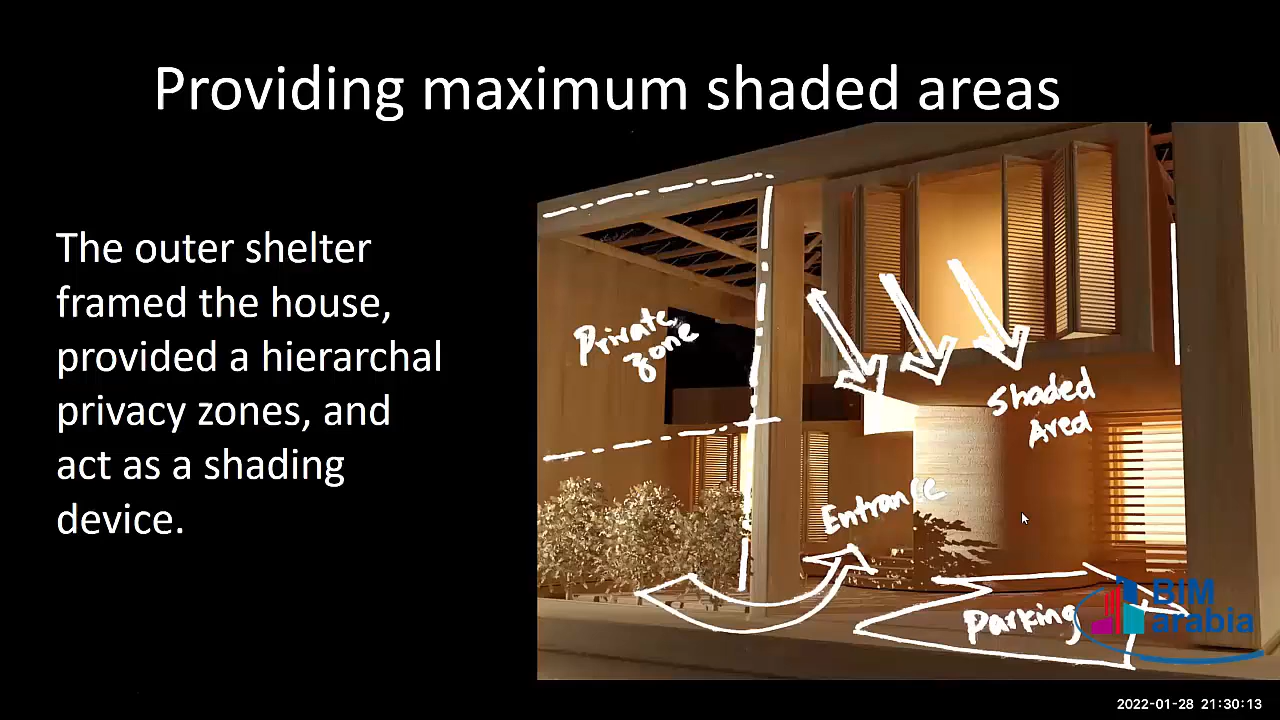 Providing maximum shaded areas
The outer shelter
framed the house,
provided a hierarchal
privacy zones, and
act as a shading
device.
Private
Zone
Shaded
Area
Entrance
Parking
BIM
arabia
2022-01-28 21:30:13